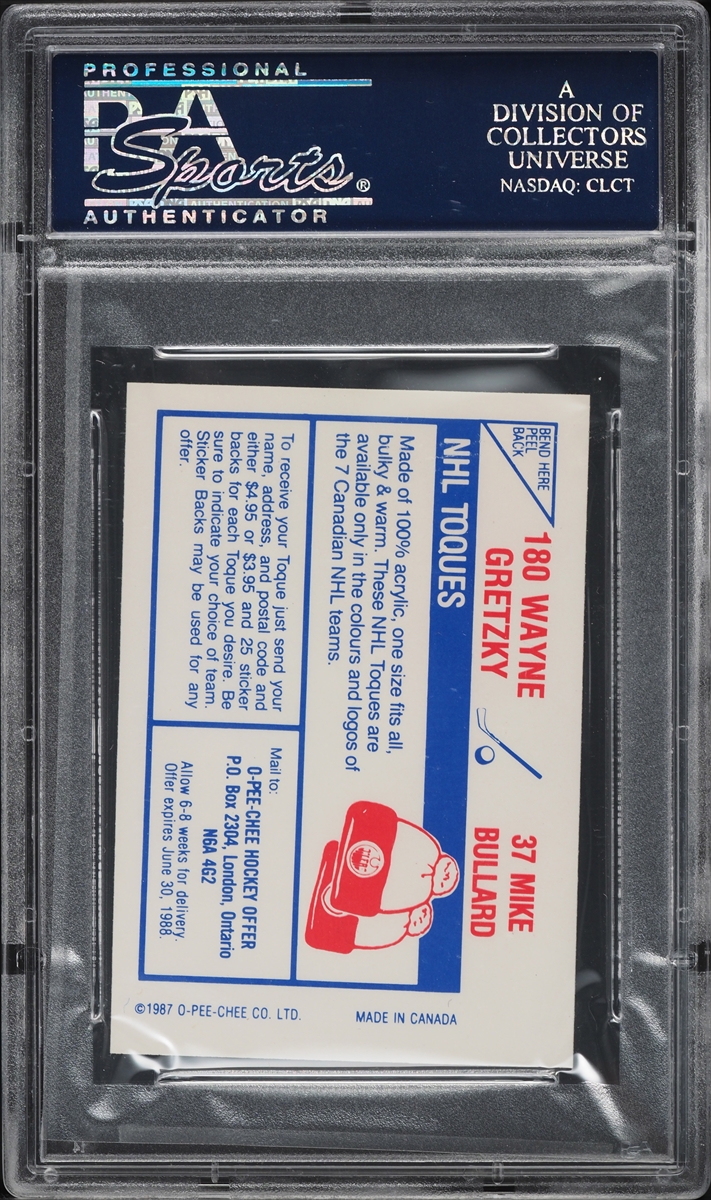 PROFESSIONAL
PSA
Sports®
AUTHENTICATOR
A
DIVISION OF
COLLECTORS
UNIVERSE
NASDAQ: CLCT
BEND HERE
PEEL
BACK
180 WAYNE
GRETZKY
37 MIKE
BULLARD
NHL TOQUES
Made of 100% acrylic, one size fits all,
bulky & warm. These NHL Toques are
available only in the colours and logos of
the 7 Canadian NHL teams.
To receive your Toque just send your
name, address, and postal code and
either $4.95 or $3.95 and 25 sticker
backs for each Toque you desire. Be
sure to indicate your choice of team.
Sticker Backs may be used for any
offer.
Mail to:
O-PEE-CHEE HOCKEY OFFER
P.O. Box 2304, London, Ontario
N6A 4G2
Allow 6-8 weeks for delivery.
Offer expires June 30, 1988.
©1987 O-PEE-CHEE CO. LTD.
MADE IN CANADA